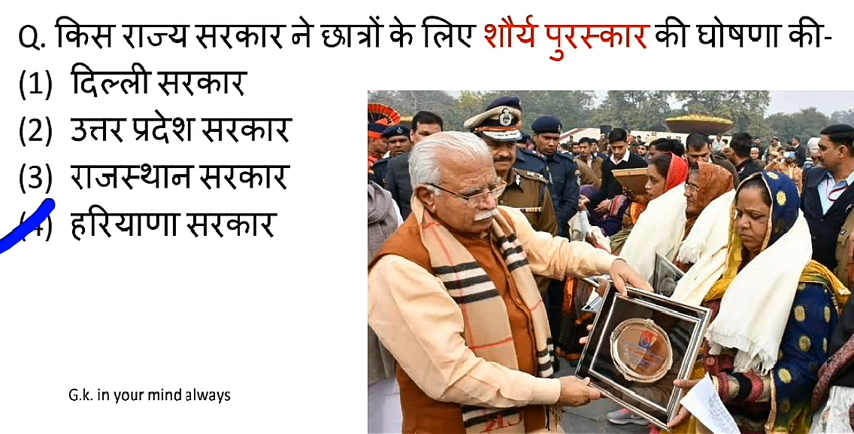 Q. किस राज्य सरकार ने छात्रों के लिए शौर्य पुरस्कार की घोषणा की-
(1) दिल्ली सरकार
(2) उत्तर प्रदेश सरकार
(3) राजस्थान सरकार
(4) हरियाणा सरकार
G.k. in your mind always